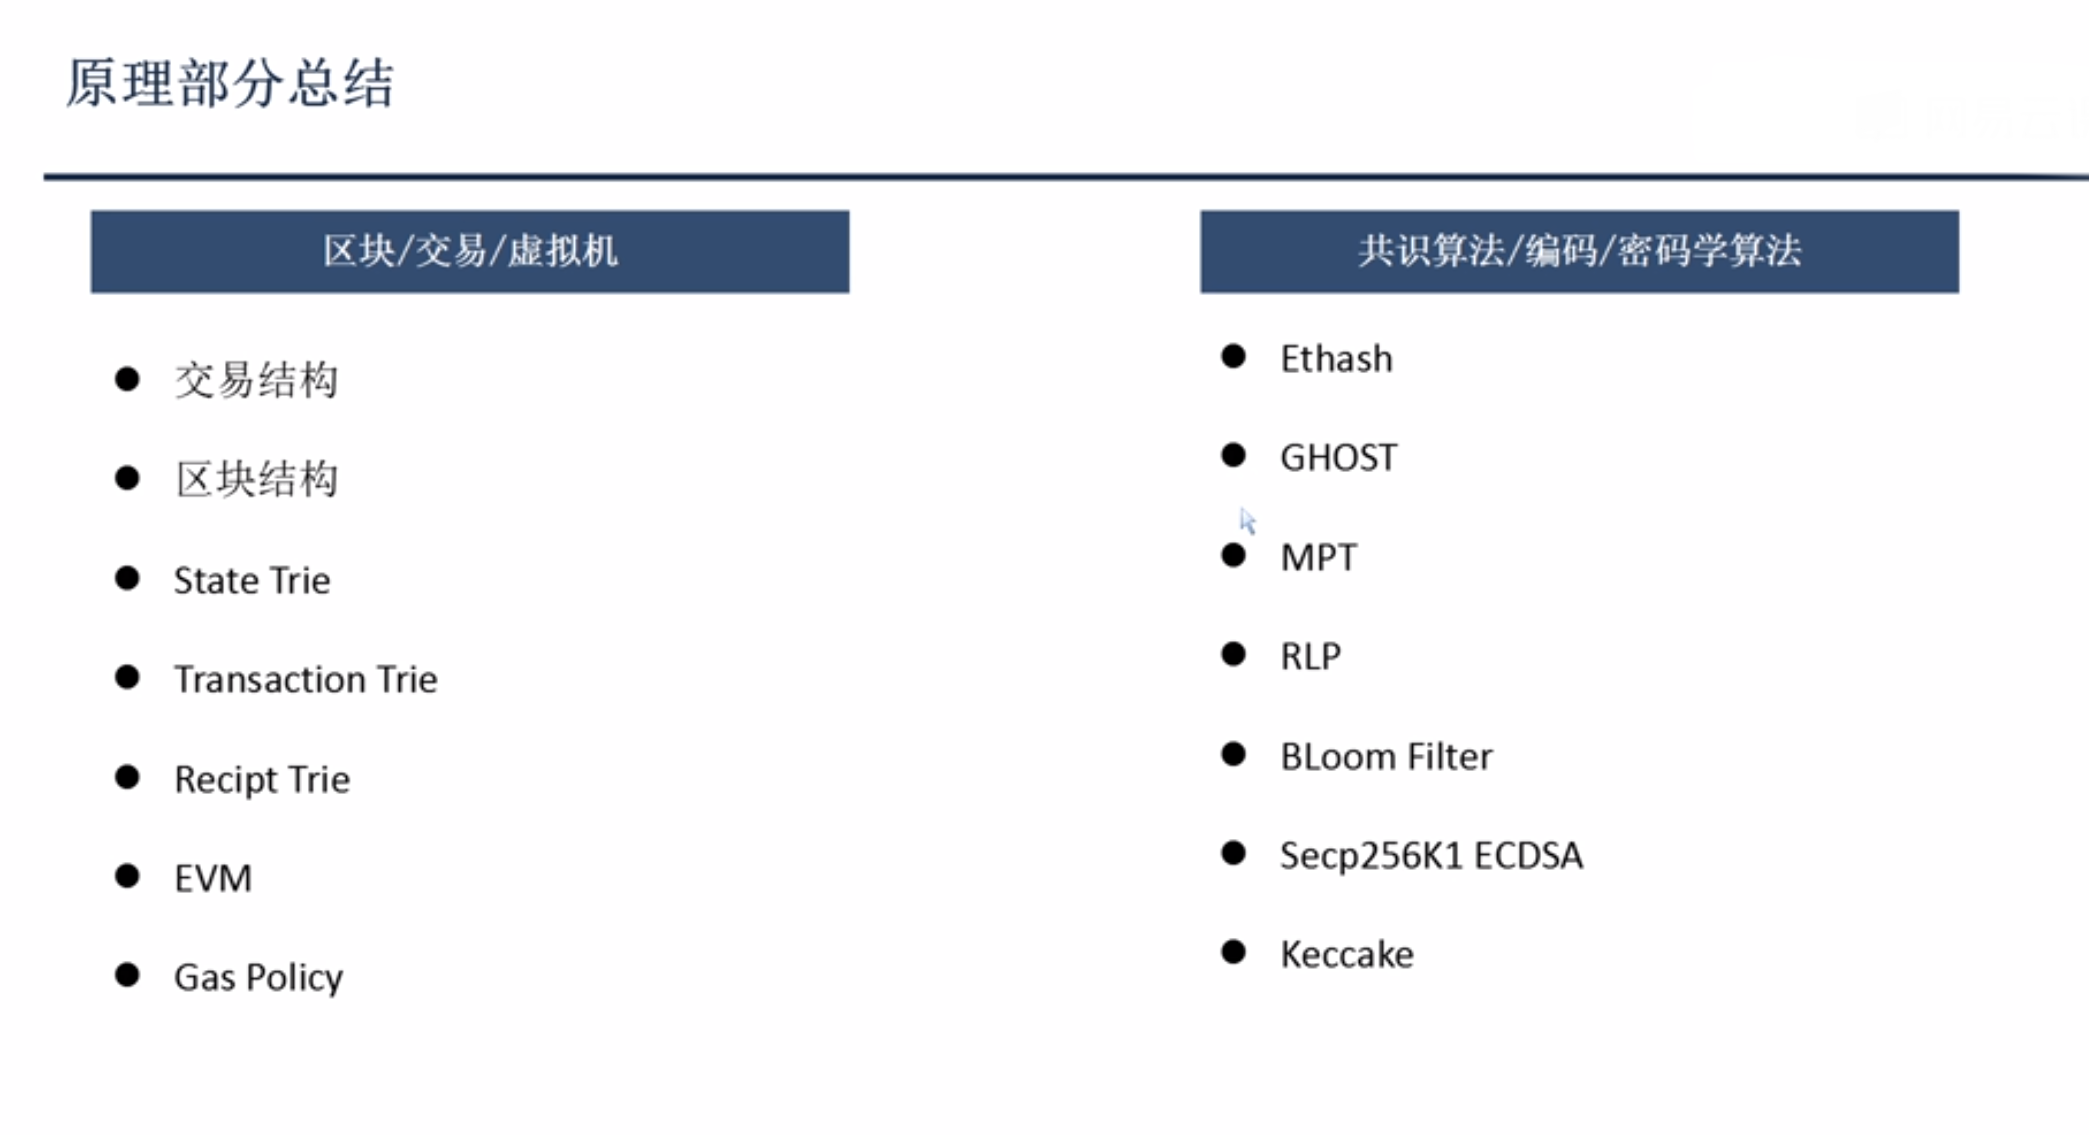 原理部分总结
区块/交易/虚拟机
交易结构
区块结构
State Trie
Transaction Trie
Recipt Trie
EVM
Gas Policy
共识算法/编码/密码学算法
Ethash
GHOST
MPT
RLP
BLoom Filter
Secp256K1 ECDSA
Keccake